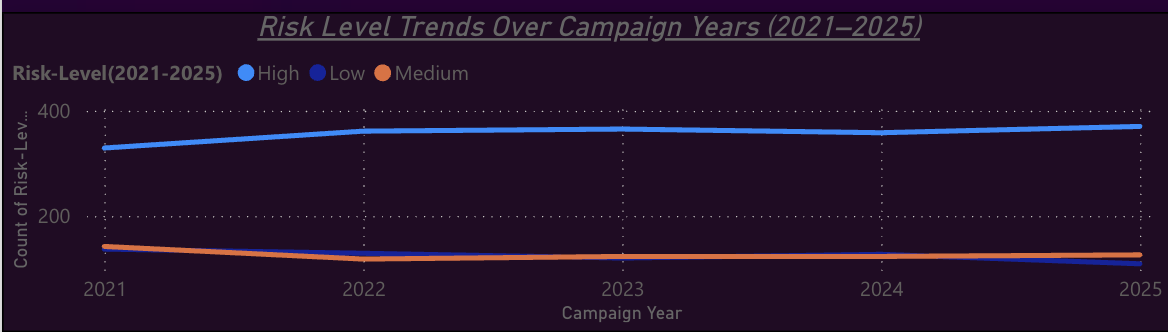 Risk Level Trends Over Campaign Years (2021–2025)
Risk-Level(2021-2025) High Low Medium
400
200
Count of Risk-Lev...
2021 2022 2023 2024 2025
Campaign Year